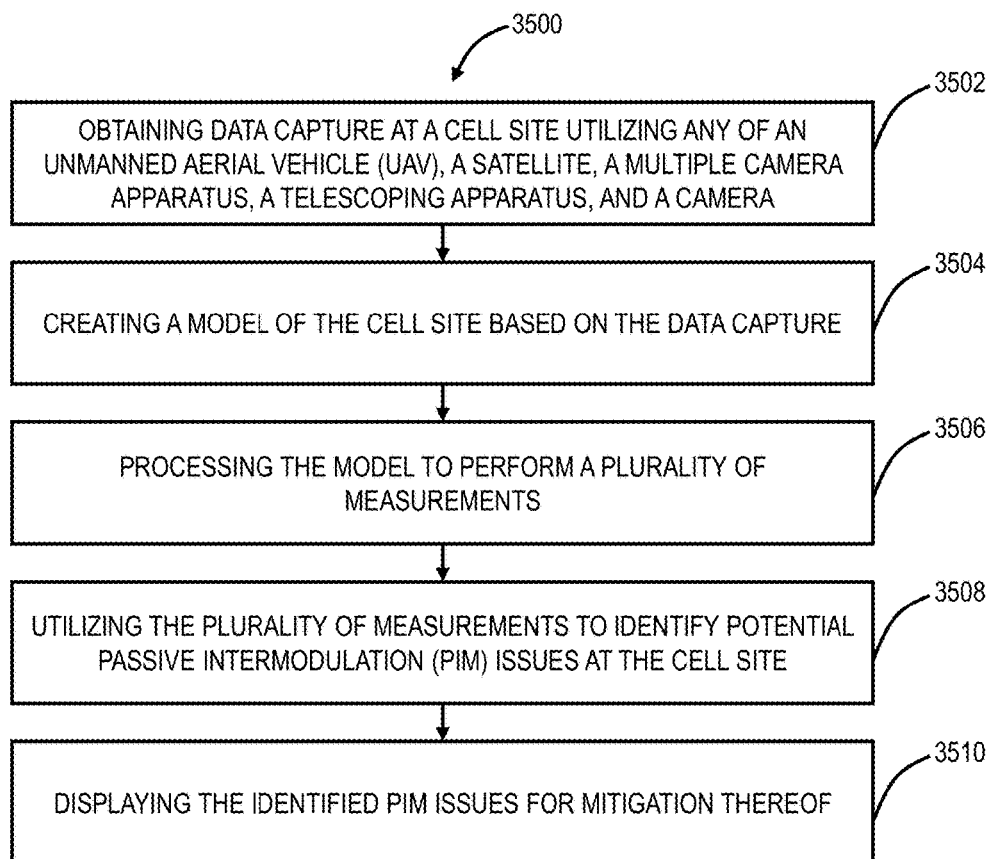 3500
3502
OBTAINING DATA CAPTURE AT A CELL SITE UTILIZING ANY OF AN
UNMANNED AERIAL VEHICLE (UAV), A SATELLITE, A MULTIPLE CAMERA
APPARATUS, A TELESCOPING APPARATUS, AND A CAMERA
3504
CREATING A MODEL OF THE CELL SITE BASED ON THE DATA CAPTURE
3506
PROCESSING THE MODEL TO PERFORM A PLURALITY OF
MEASUREMENTS
3508
UTILIZING THE PLURALITY OF MEASUREMENTS TO IDENTIFY POTENTIAL
PASSIVE INTERMODULATION (PIM) ISSUES AT THE CELL SITE
3510
DISPLAYING THE IDENTIFIED PIM ISSUES FOR MITIGATION THEREOF